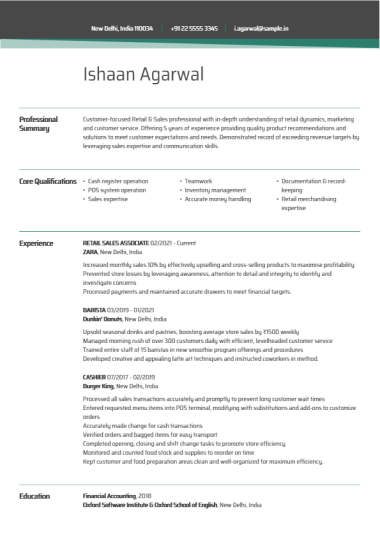 New Delhi, India 110034 +91 22 5555 3345 i.agarwal@sample.in
Ishaan Agarwal
Professional
Summary
Customer-focused Retail & Sales professional with in-depth understanding of retail dynamics, marketing
and customer service. Offering 5 years of experience providing quality product recommendations and
solutions to meet customer expectations and needs. Demonstrated record of exceeding revenue targets by
leveraging sales expertise and communication skills.
Core Qualifications
• Cash register operation
• POS system operation
• Sales expertise
• Teamwork
• Inventory management
• Accurate money handling
• Documentation & record-
keeping
• Retail merchandising
expertise
Experience
RETAIL SALES ASSOCIATE 02/2021 - Current
ZARA, New Delhi, India
Increased monthly sales 10% by effectively upselling and cross-selling products to maximise profitability
Prevented store losses by leveraging awareness, attention to detail and integrity to identify and
investigate concerns
Processed payments and maintained accurate drawers to meet financial targets.
BARISTA 03/2019 - 01/2021
Dunkin' Donuts, New Delhi, India
Upsold seasonal drinks and pastries, boosting average store sales by ₹1500 weekly
Managed morning rush of over 300 customers daily with efficient, levelheaded customer service
Trained entire staff of 15 baristas in new smoothie program offerings and procedures
Developed creative and appealing latte art techniques and instructed coworkers in method.
CASHIER 07/2017 - 02/2019
Burger King, New Delhi, India
Processed all sales transactions accurately and promptly to prevent long customer wait times
Entered requested menu items into POS terminal, modifying with substitutions and add-ons to customize
orders
Accurately made change for cash transactions
Verified orders and bagged items for easy transport
Completed opening, closing and shift change tasks to promote store efficiency
Monitored and counted food stock and supplies to reorder on time
Kept customer and food preparation areas clean and well-organized for maximum efficiency.
Education
Financial Accounting, 2018
Oxford Software Institute & Oxford School of English, New Delhi, India